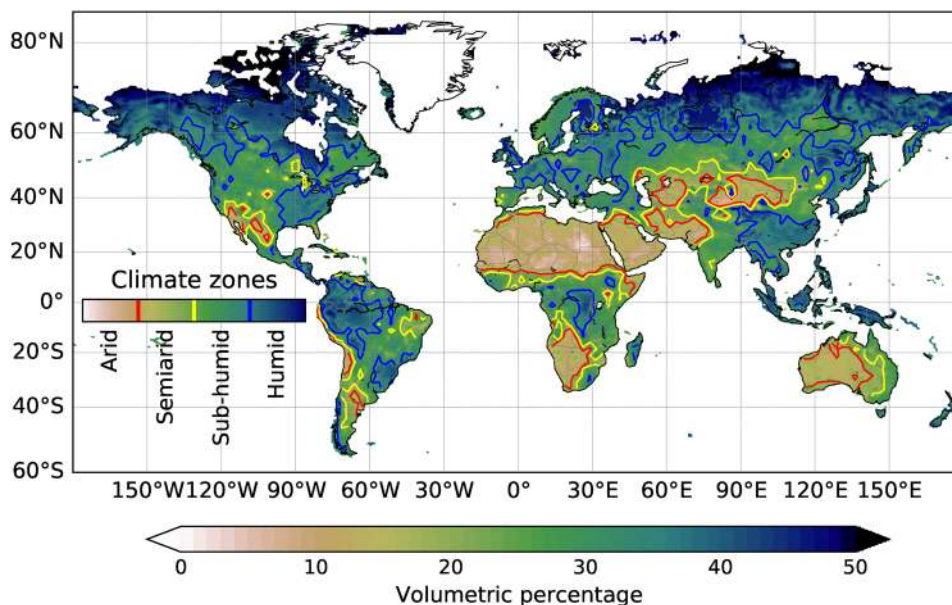 80°N
60°N
40°N
20°N
0°
20°S
40°S
60°S
Climate zones
Arid
Semiarid
Sub-humid
Humid
150°W 120°W 90°W 60°W 30°W 0° 30°E 60°E 90°E 120°E 150°E
0 10 20 30 40 50
Volumetric percentage